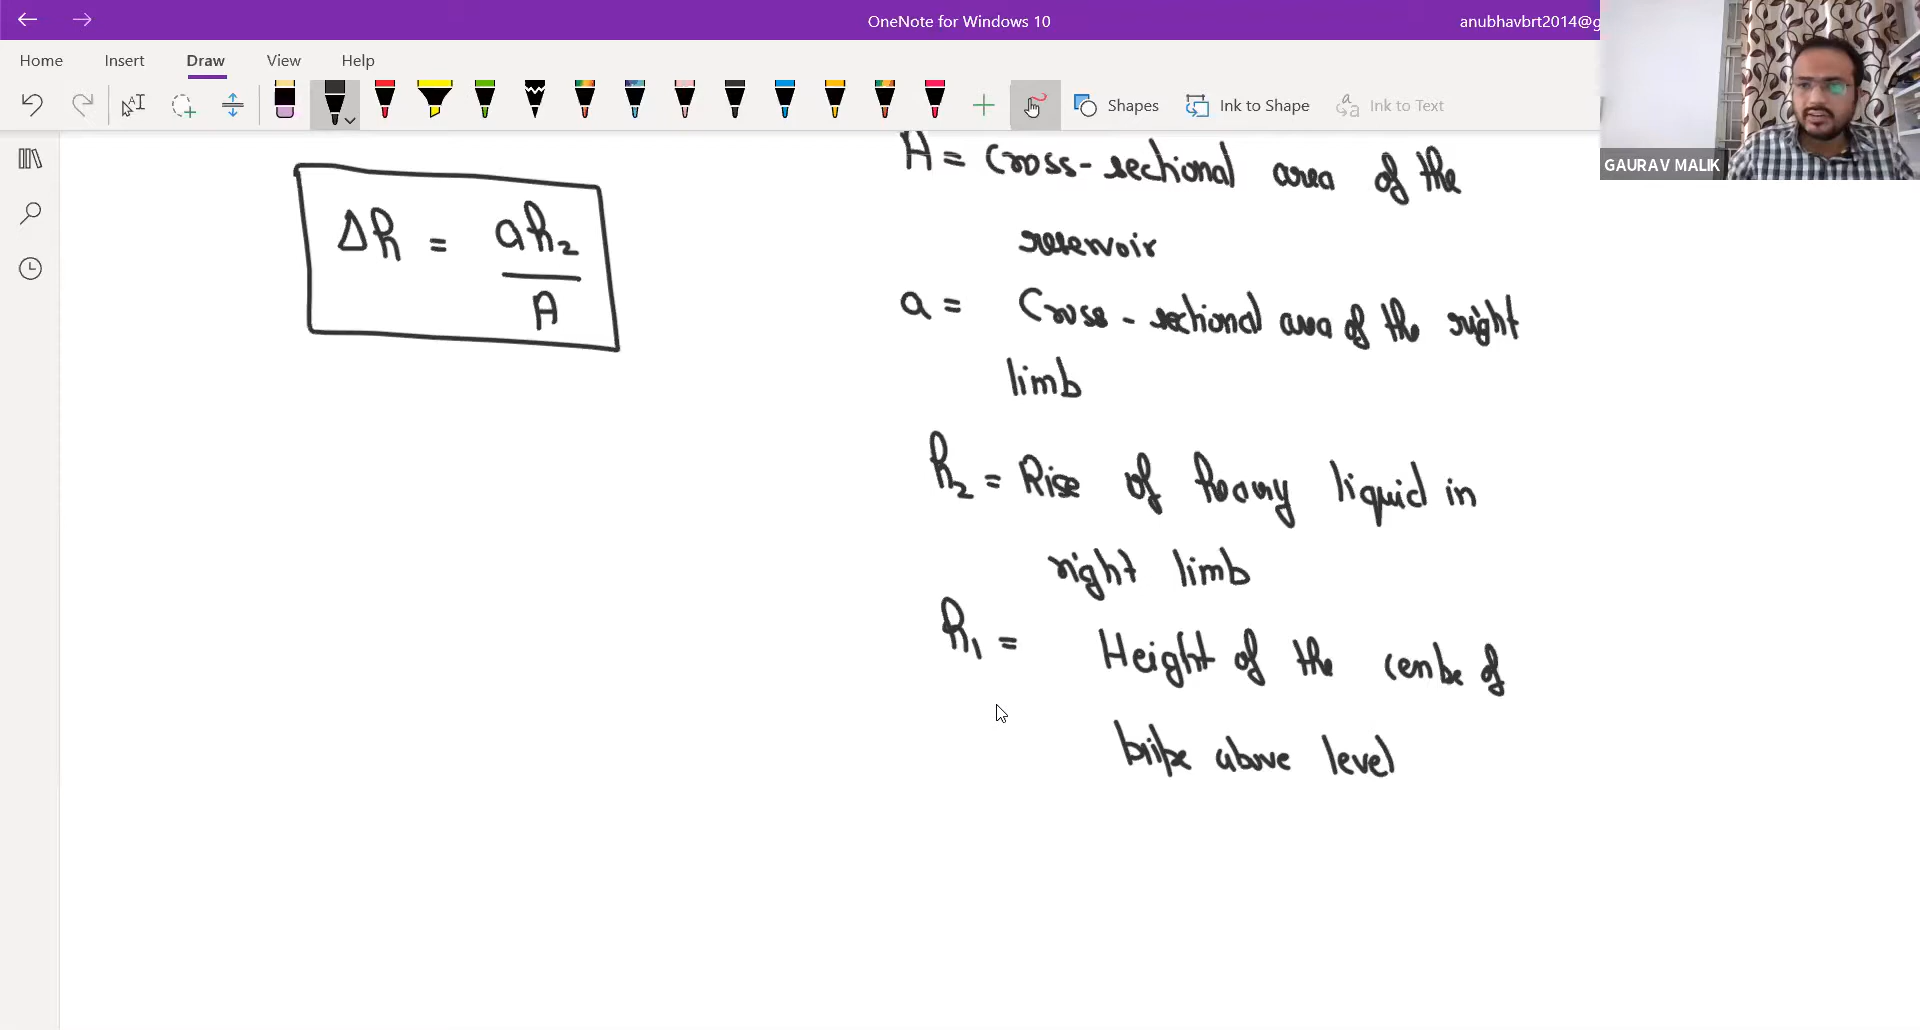 OneNote for Windows 10
anubhavbrt2014@g
Home Insert Draw View Help
Shapes Ink to Shape Ink to Text
GAURAV MALIK
Δh = ah₂
A
A = Cross-sectional area of the
reservoir
a = Cross-sectional area of the right
limb
h₂ = Rise of heavy liquid in
right limb
h₁ = Height of the centre of
pipe above level